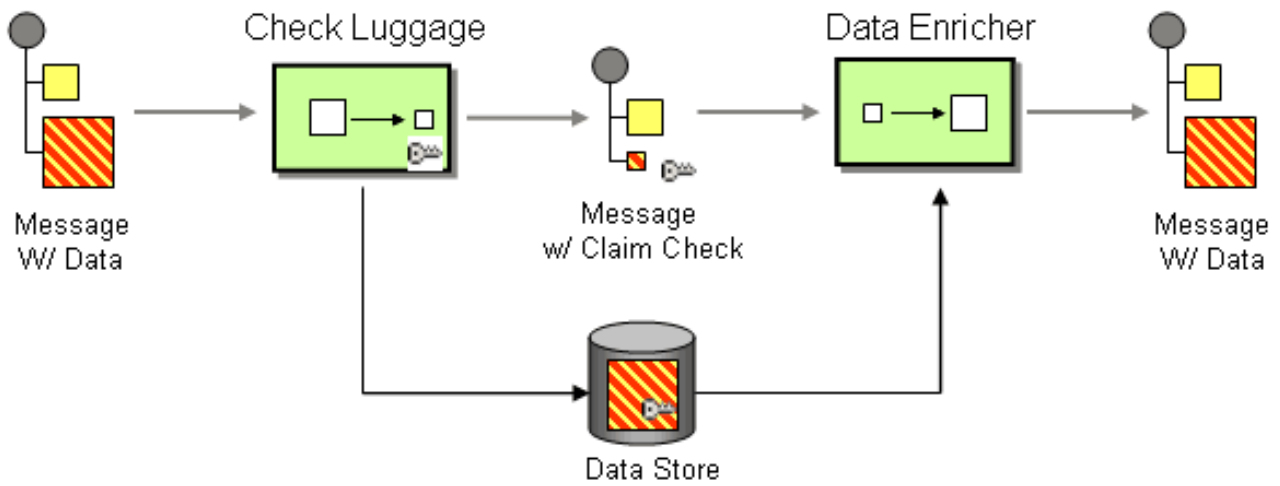 Check Luggage
Data Enricher
Message
W/ Data
Message
w/ Claim Check
Message
W/ Data
Data Store